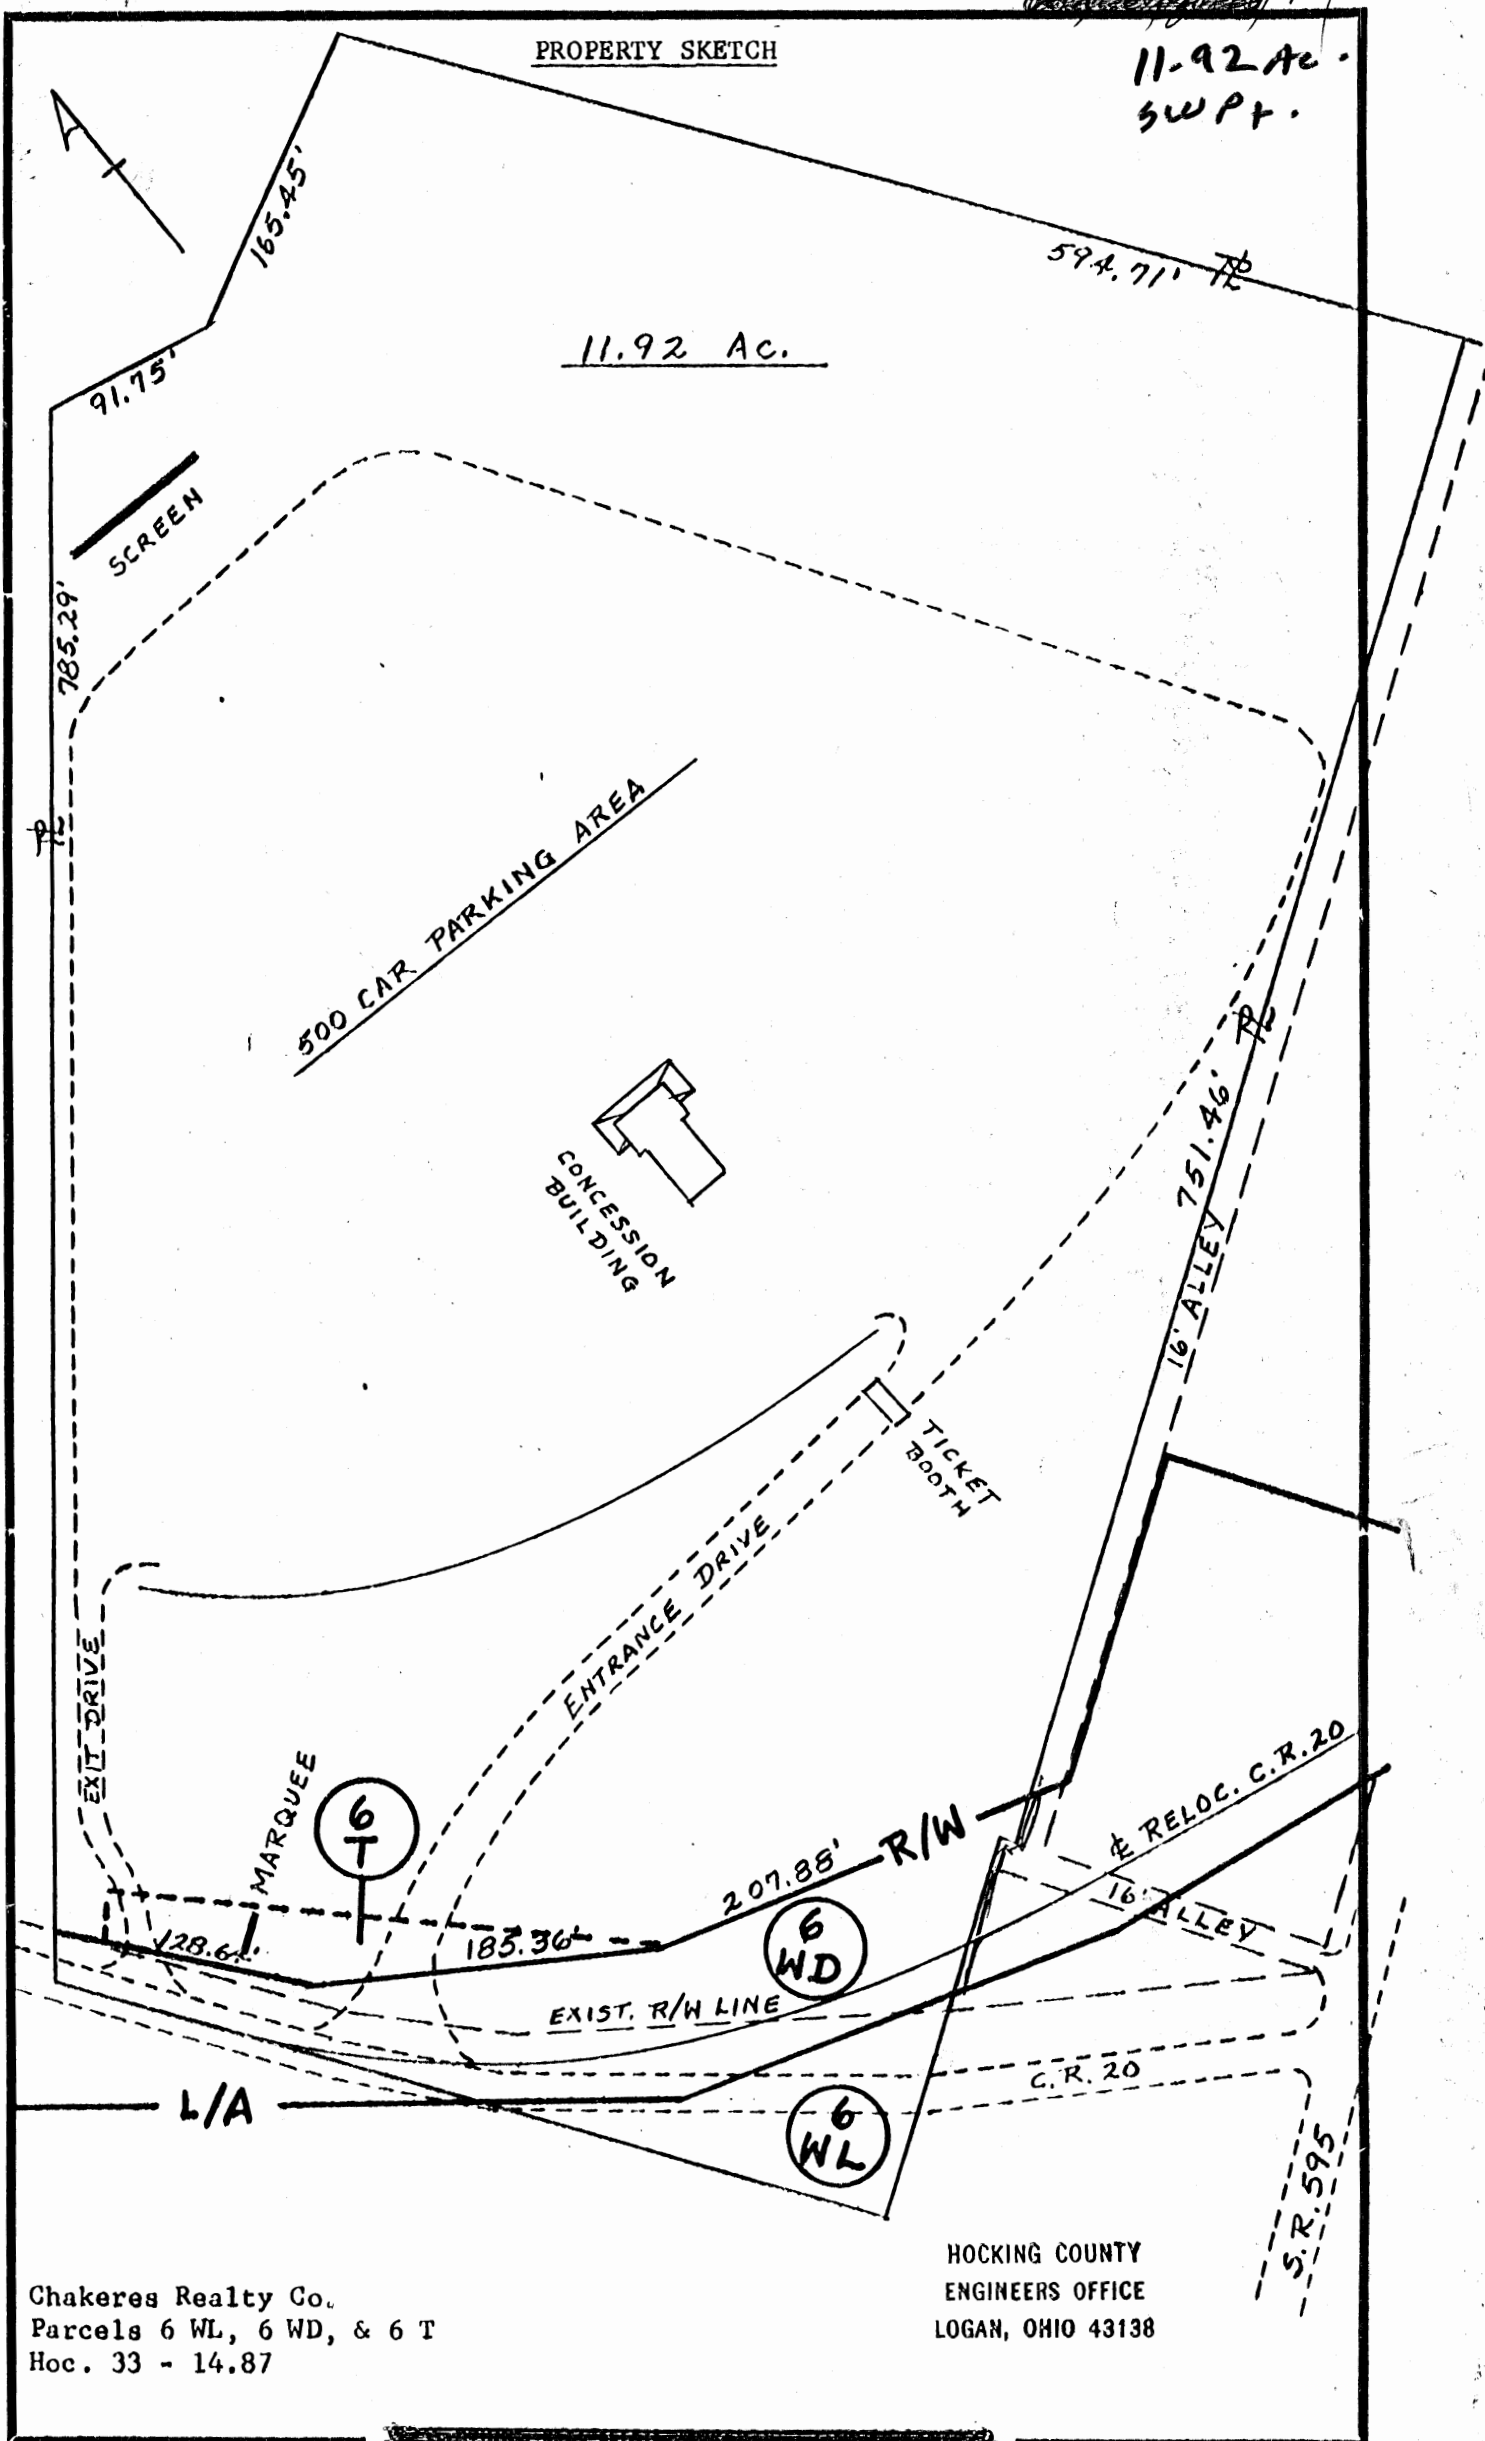 PROPERTY SKETCH
11.92 Ac.
SW Pt.
165.45'
594.71' PL
11.92 AC.
91.75'
SCREEN
785.29'
PL
500 CAR PARKING AREA
CONCESSION
BUILDING
PL
751.46'
16' ALLEY
TICKET
BOOTH
ENTRANCE DRIVE
EXIT DRIVE
MARQUEE
6
T
128.6
185.36'
207.88'
R/W
6
WD
℄ RELOC. C.R. 20
16' ALLEY
EXIST. R/W LINE
C.R. 20
L/A
6
WL
S.R. 595
HOCKING COUNTY
ENGINEERS OFFICE
LOGAN, OHIO 43138
Chakeres Realty Co.
Parcels 6 WL, 6 WD, & 6 T
Hoc. 33 - 14.87